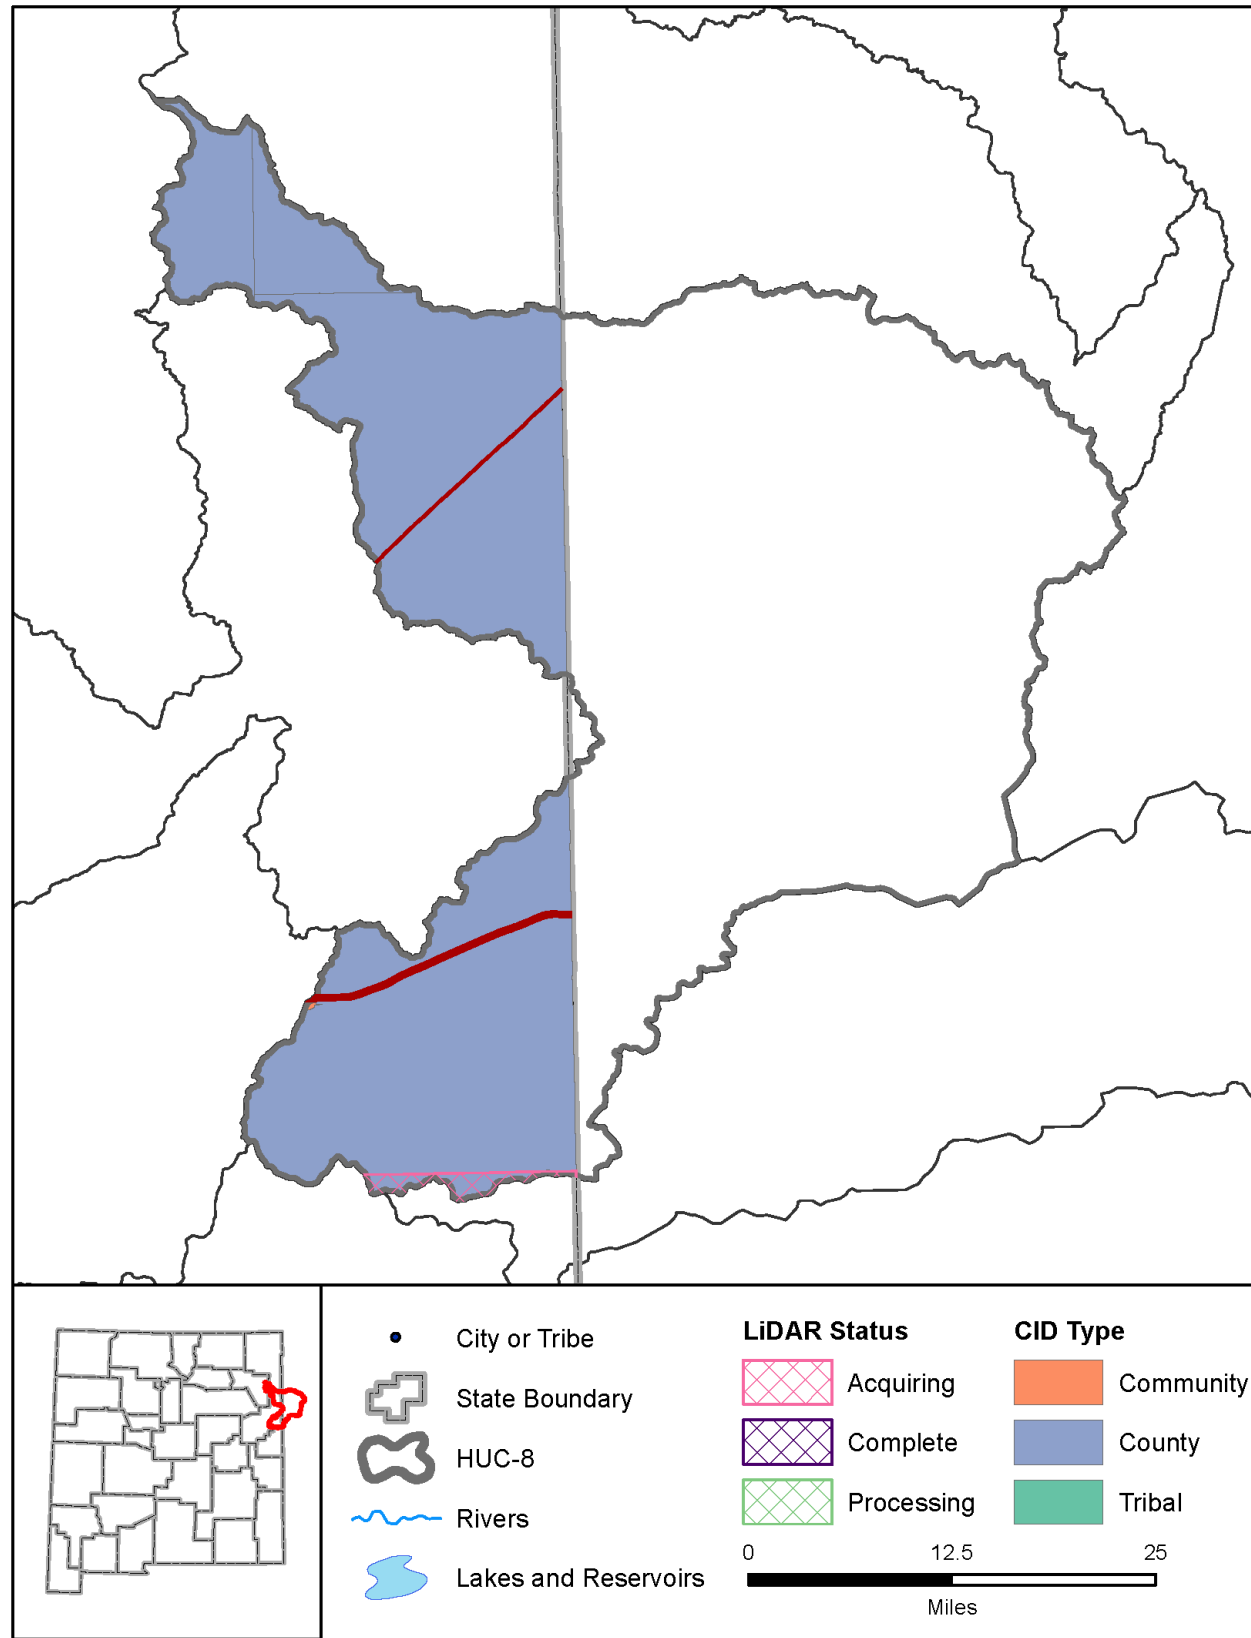 City or Tribe
State Boundary
HUC-8
Rivers
Lakes and Reservoirs
LiDAR Status
Acquiring
Complete
Processing
CID Type
Community
County
Tribal
0 12.5 25
Miles